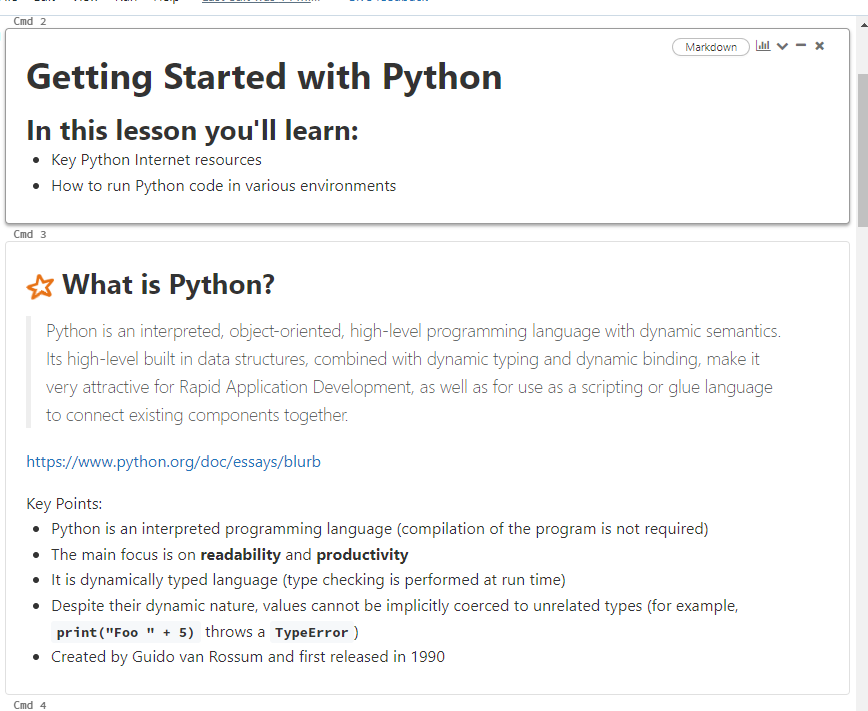 Cmd 2
Markdown
Getting Started with Python
In this lesson you'll learn:
Key Python Internet resources
How to run Python code in various environments
Cmd 3
What is Python?
Python is an interpreted, object-oriented, high-level programming language with dynamic semantics.
Its high-level built in data structures, combined with dynamic typing and dynamic binding, make it
very attractive for Rapid Application Development, as well as for use as a scripting or glue language
to connect existing components together.
https://www.python.org/doc/essays/blurb
Key Points:
Python is an interpreted programming language (compilation of the program is not required)
The main focus is on readability and productivity
It is dynamically typed language (type checking is performed at run time)
Despite their dynamic nature, values cannot be implicitly coerced to unrelated types (for example,
print("Foo " + 5) throws a TypeError )
Created by Guido van Rossum and first released in 1990
Cmd 4